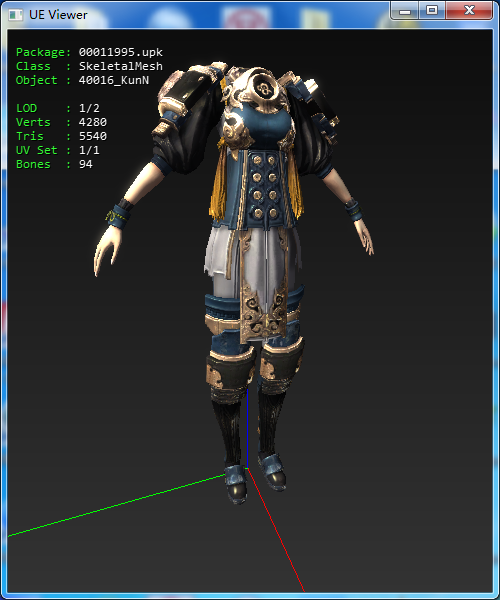 UE Viewer
Package: 00011995.upk
Class  : SkeletalMesh
Object : 40016_KunN
LOD    : 1/2
Verts  : 4280
Tris   : 5540
UV Set : 1/1
Bones  : 94